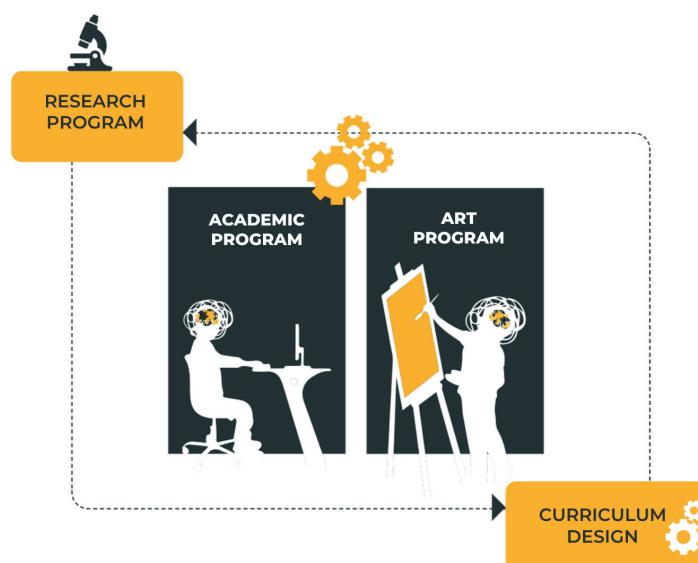 RESEARCH
PROGRAM
ACADEMIC
PROGRAM
ART
PROGRAM
CURRICULUM
DESIGN